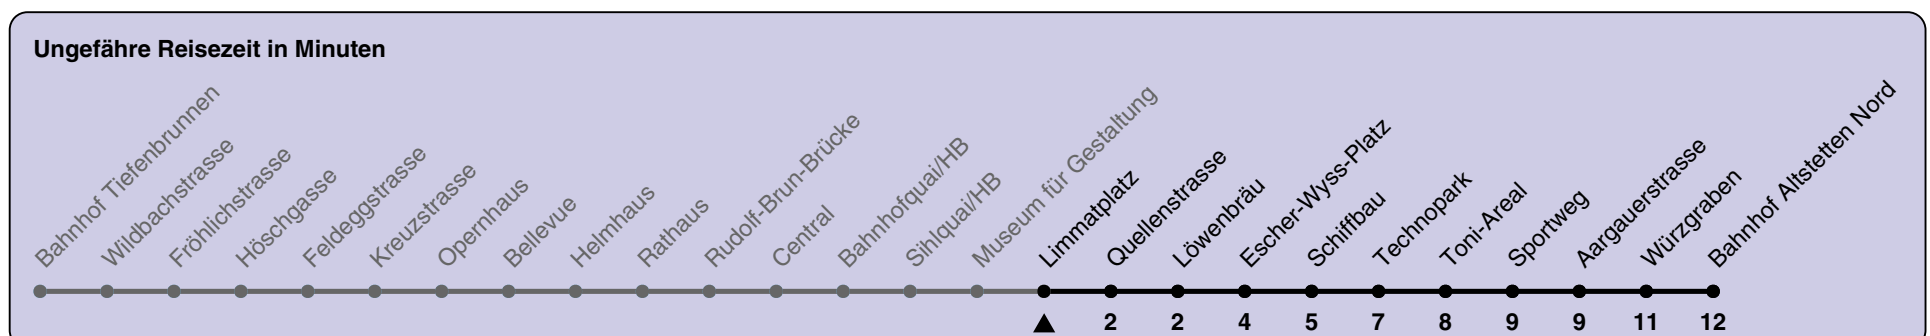 Ungefähre Reisezeit in Minuten
Bahnhof Tiefenbrunnen
Wildbachstrasse
Fröhlichstrasse
Höschgasse
Feldeggstrasse
Kreuzstrasse
Opernhaus
Bellevue
Helmhaus
Rathaus
Rudolf-Brun-Brücke
Central
Bahnhofquai/HB
Sihlquai/HB
Museum für Gestaltung
Limmatplatz
Quellenstrasse
Löwenbräu
Escher-Wyss-Platz
Schiffbau
Technopark
Toni-Areal
Sportweg
Aargauerstrasse
Würzgraben
Bahnhof Altstetten Nord
2 2 4 5 7 8 9 9 11 12